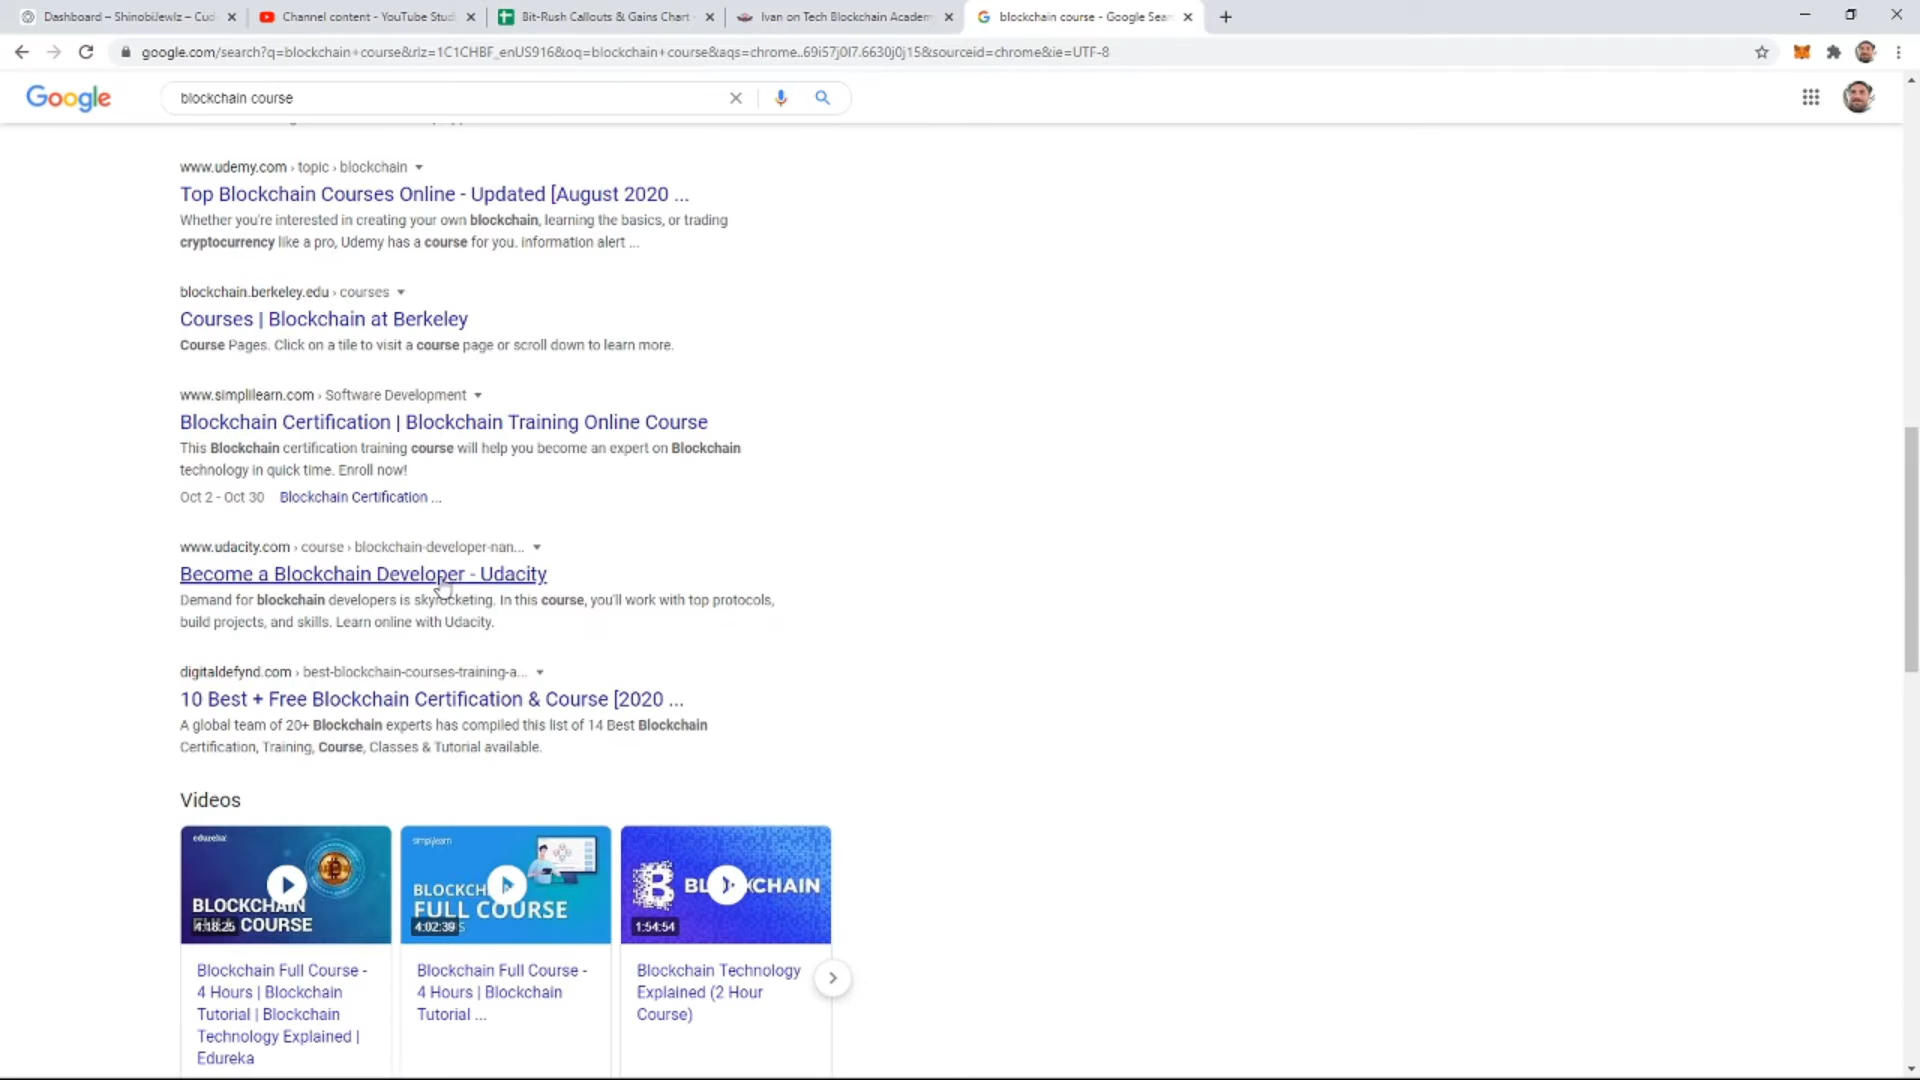 Dashboard – ShinobiJewlz – Cud
Channel content - YouTube Stud
Bit-Rush Callouts & Gains Chart
Ivan on Tech Blockchain Academ
blockchain course - Google Sear
google.com/search?q=blockchain+course&rlz=1C1CHBF_enUS916&oq=blockchain+course&aqs=chrome..69i57j0l7.6630j0j15&sourceid=chrome&ie=UTF-8
Google
blockchain course
www.udemy.com › topic › blockchain
Top Blockchain Courses Online - Updated [August 2020 ...
Whether you're interested in creating your own blockchain, learning the basics, or trading
cryptocurrency like a pro, Udemy has a course for you. information alert ...
blockchain.berkeley.edu › courses
Courses | Blockchain at Berkeley
Course Pages. Click on a tile to visit a course page or scroll down to learn more.
www.simplilearn.com › Software Development
Blockchain Certification | Blockchain Training Online Course
This Blockchain certification training course will help you become an expert on Blockchain
technology in quick time. Enroll now!
Oct 2 - Oct 30 Blockchain Certification ...
www.udacity.com › course › blockchain-developer-nan...
Become a Blockchain Developer - Udacity
Demand for blockchain developers is skyrocketing. In this course, you'll work with top protocols,
build projects, and skills. Learn online with Udacity.
digitaldefynd.com › best-blockchain-courses-training-a...
10 Best + Free Blockchain Certification & Course [2020 ...
A global team of 20+ Blockchain experts has compiled this list of 14 Best Blockchain
Certification, Training, Course, Classes & Tutorial available.
Videos
edureka!
BLOCKCHAIN
COURSE
4:18:25
simplilearn
BLOCKCH
FULL COURSE
4:02:39
BL CKCHAIN
1:54:54
Blockchain Full Course -
4 Hours | Blockchain
Tutorial | Blockchain
Technology Explained |
Edureka
Blockchain Full Course -
4 Hours | Blockchain
Tutorial ...
Blockchain Technology
Explained (2 Hour
Course)